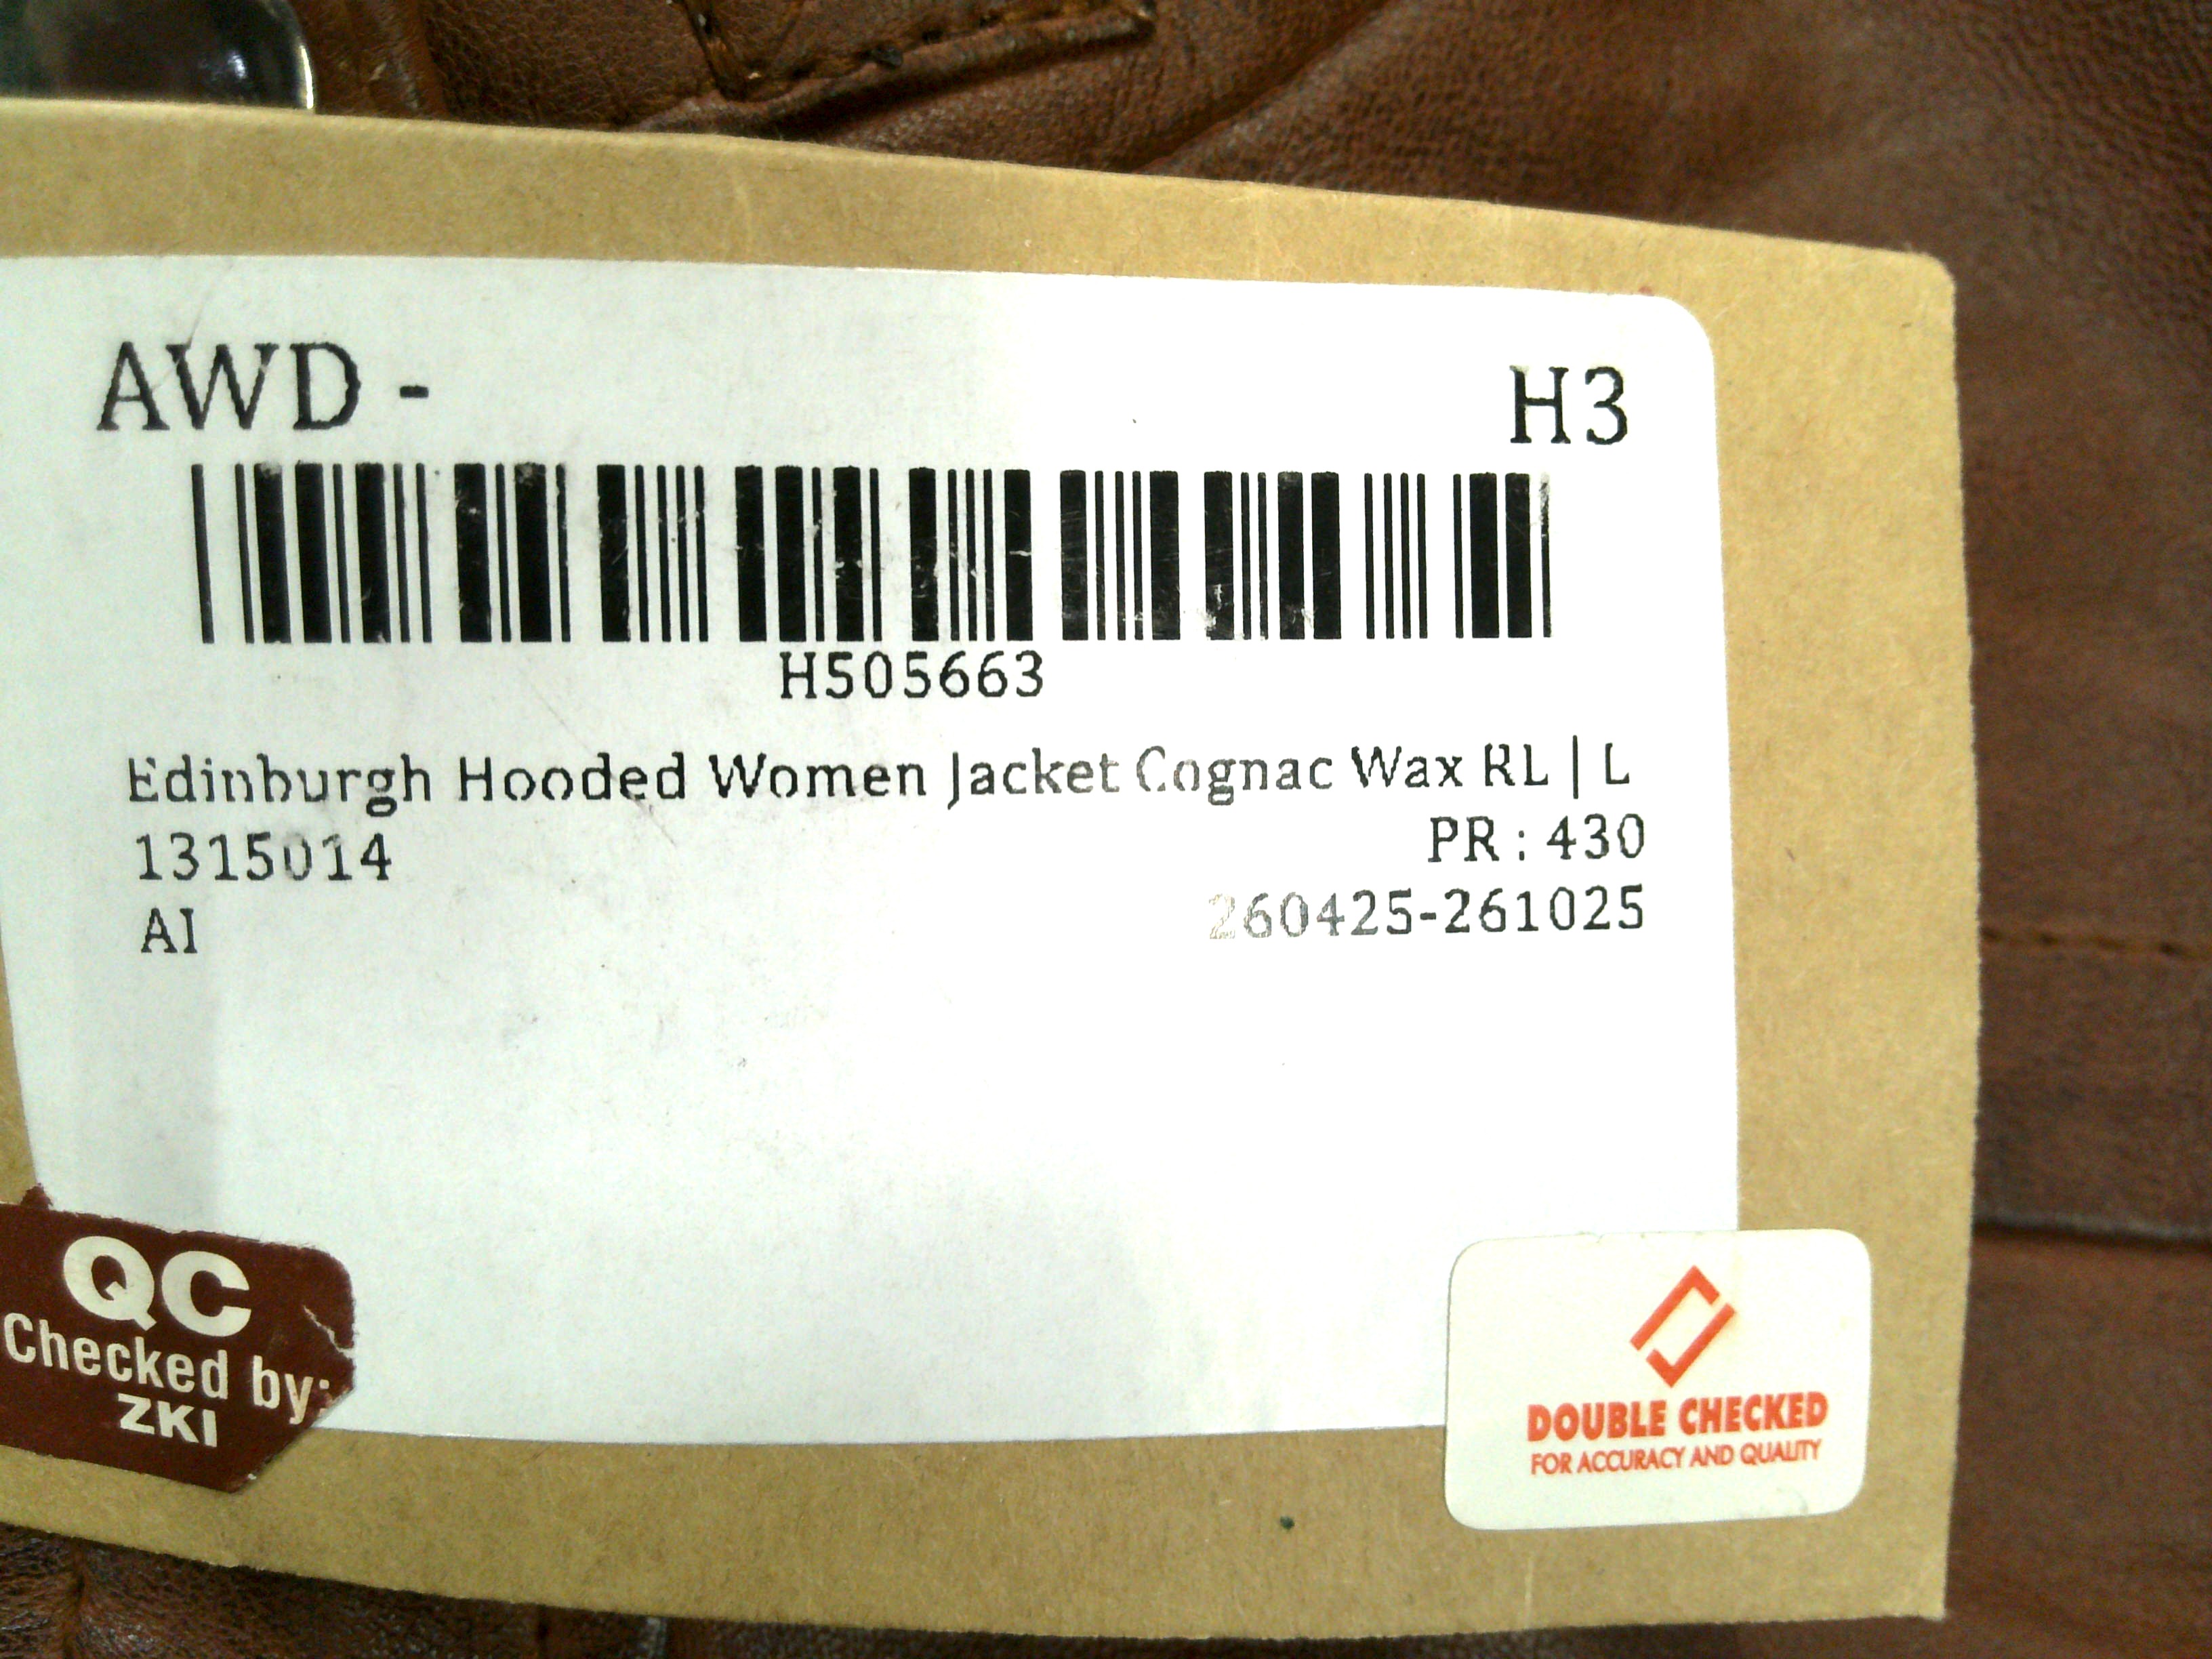 AWD - H3
H505663
Edinburgh Hooded Women Jacket Cognac Wax RL | L
1315014 PR : 430
AI 260425-261025
QC
Checked by:
ZKI
DOUBLE CHECKED
FOR ACCURACY AND QUALITY